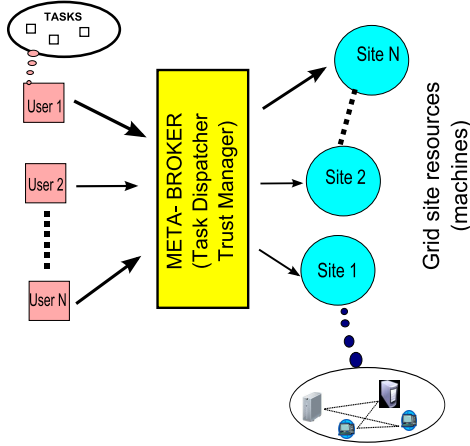 TASKS
User 1
User 2
User N
META- BROKER
(Task Dispatcher
Trust Manager)
Site N
Site 2
Site 1
Grid site resources
(machines)